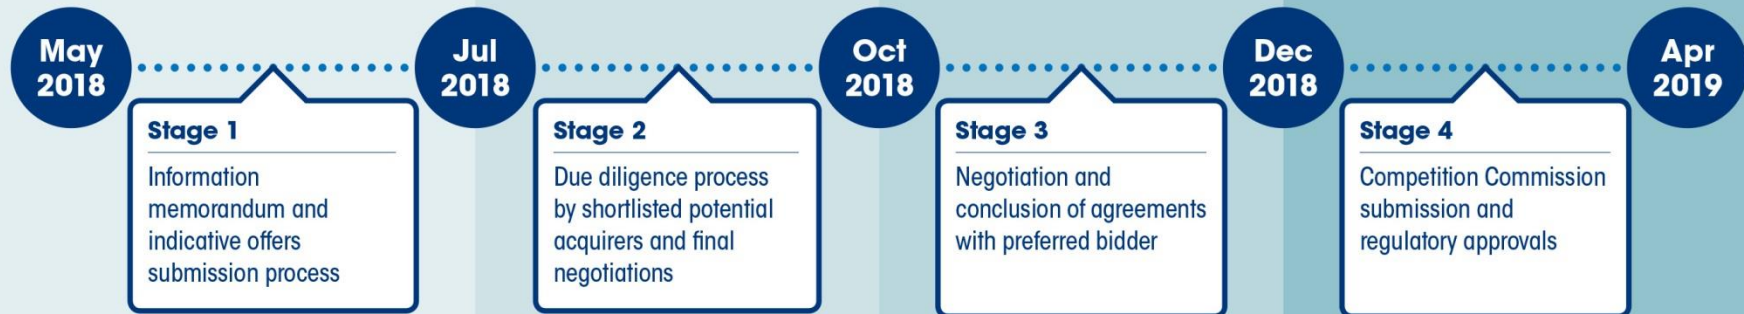 May
2018
Jul
2018
Oct
2018
Dec
2018
Apr
2019
Stage 1
Information
memorandum and
indicative offers
submission process
Stage 2
Due diligence process
by shortlisted potential
acquirers and final
negotiations
Stage 3
Negotiation and
conclusion of agreements
with preferred bidder
Stage 4
Competition Commission
submission and
regulatory approvals